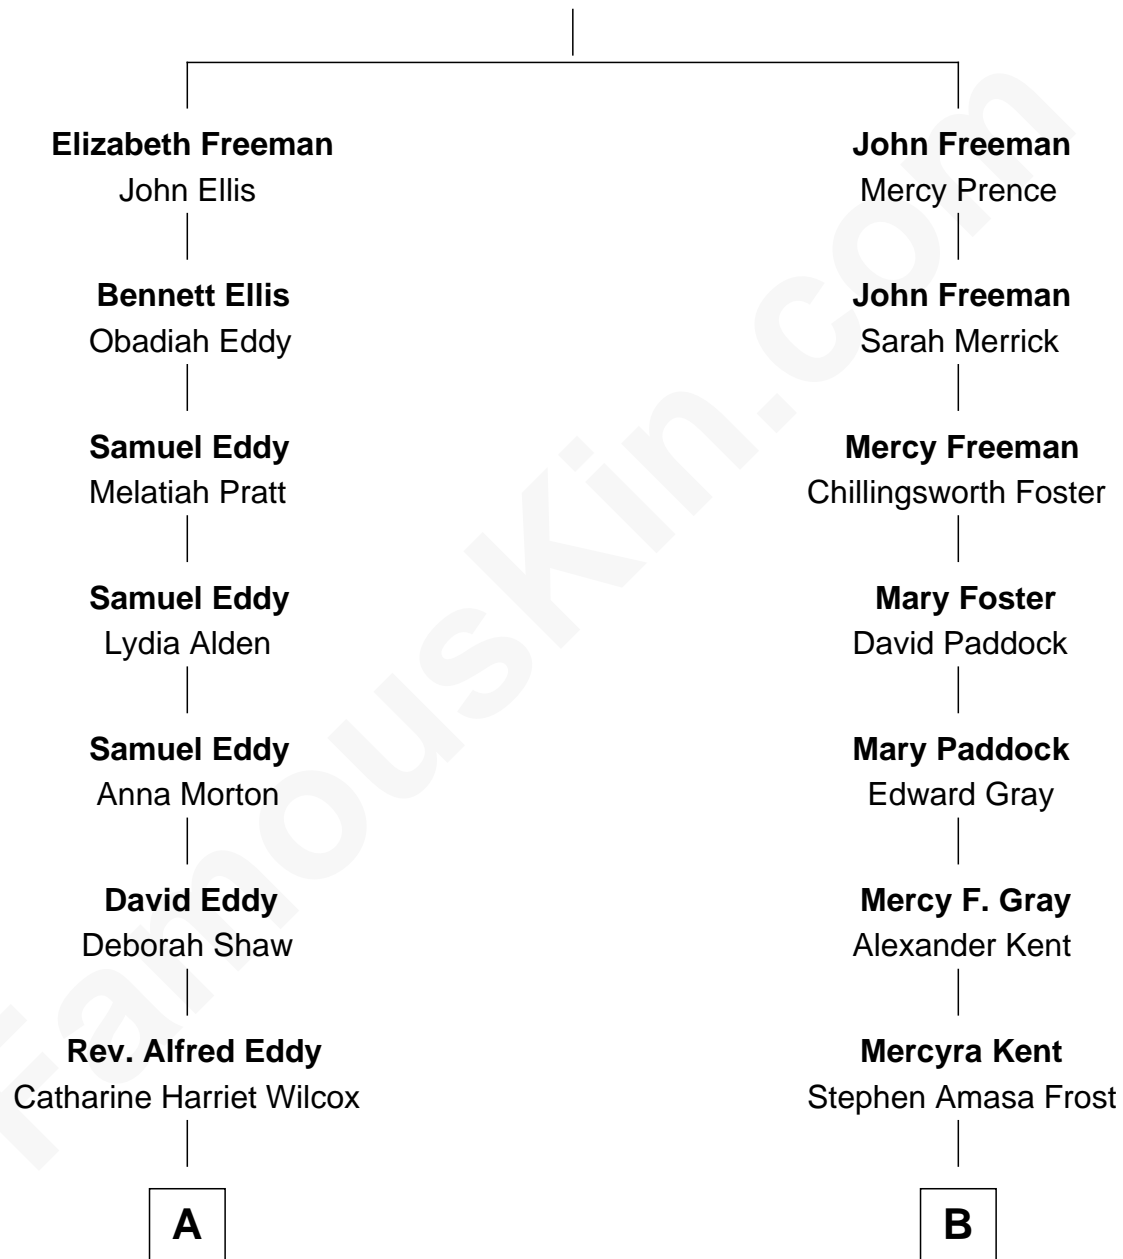 Elizabeth Freeman
John Ellis
Bennett Ellis
Obadiah Eddy
Samuel Eddy
Melatiah Pratt
Samuel Eddy
Lydia Alden
Samuel Eddy
Anna Morton
David Eddy
Deborah Shaw
Rev. Alfred Eddy
Catharine Harriet Wilcox
A
John Freeman
Mercy Prence
John Freeman
Sarah Merrick
Mercy Freeman
Chillingsworth Foster
Mary Foster
David Paddock
Mary Paddock
Edward Gray
Mercy F. Gray
Alexander Kent
Mercyra Kent
Stephen Amasa Frost
B
FamousKin.com